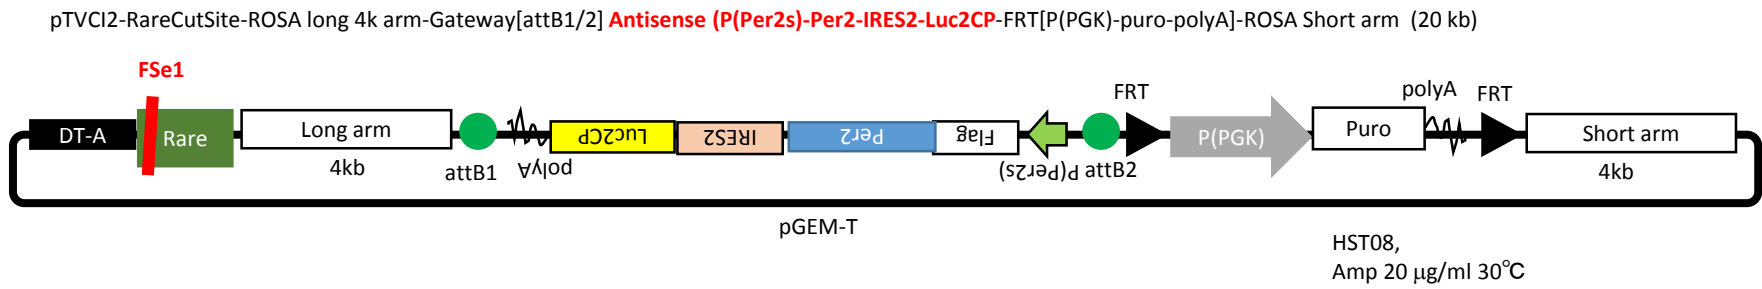 pTVCI2-RareCutSite-ROSA long 4k arm-Gateway[attB1/2] Antisense (P(Per2s)-Per2-IRES2-Luc2CP-FRT[P(PGK)-puro-polyA]-ROSA Short arm  (20 kb)
FSe1
DT-A
Rare
Long arm
4kb
attB1
polyA
Luc2CP
IRES2
Per2
Flag
P(Per2s)
attB2
FRT
P(PGK)
Puro
polyA
FRT
Short arm
4kb
pGEM-T
HST08,
Amp 20 μg/ml 30℃